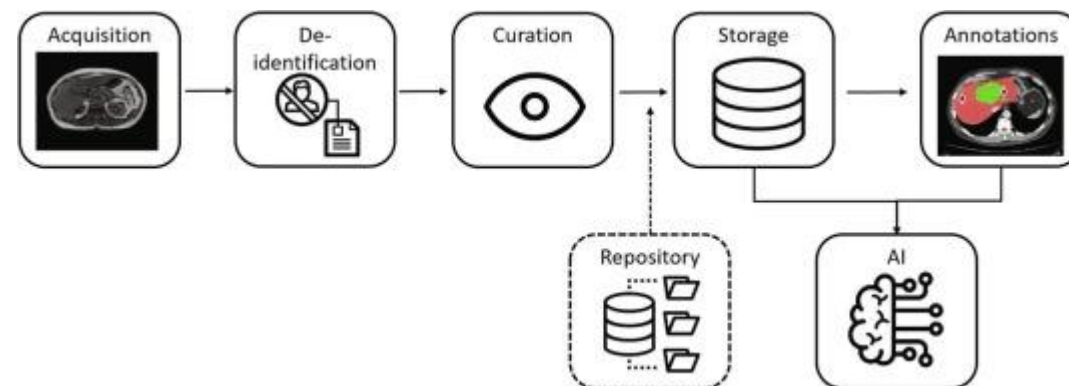 Acquisition
De-
identification
Curation
Storage
Annotations
Repository
AI